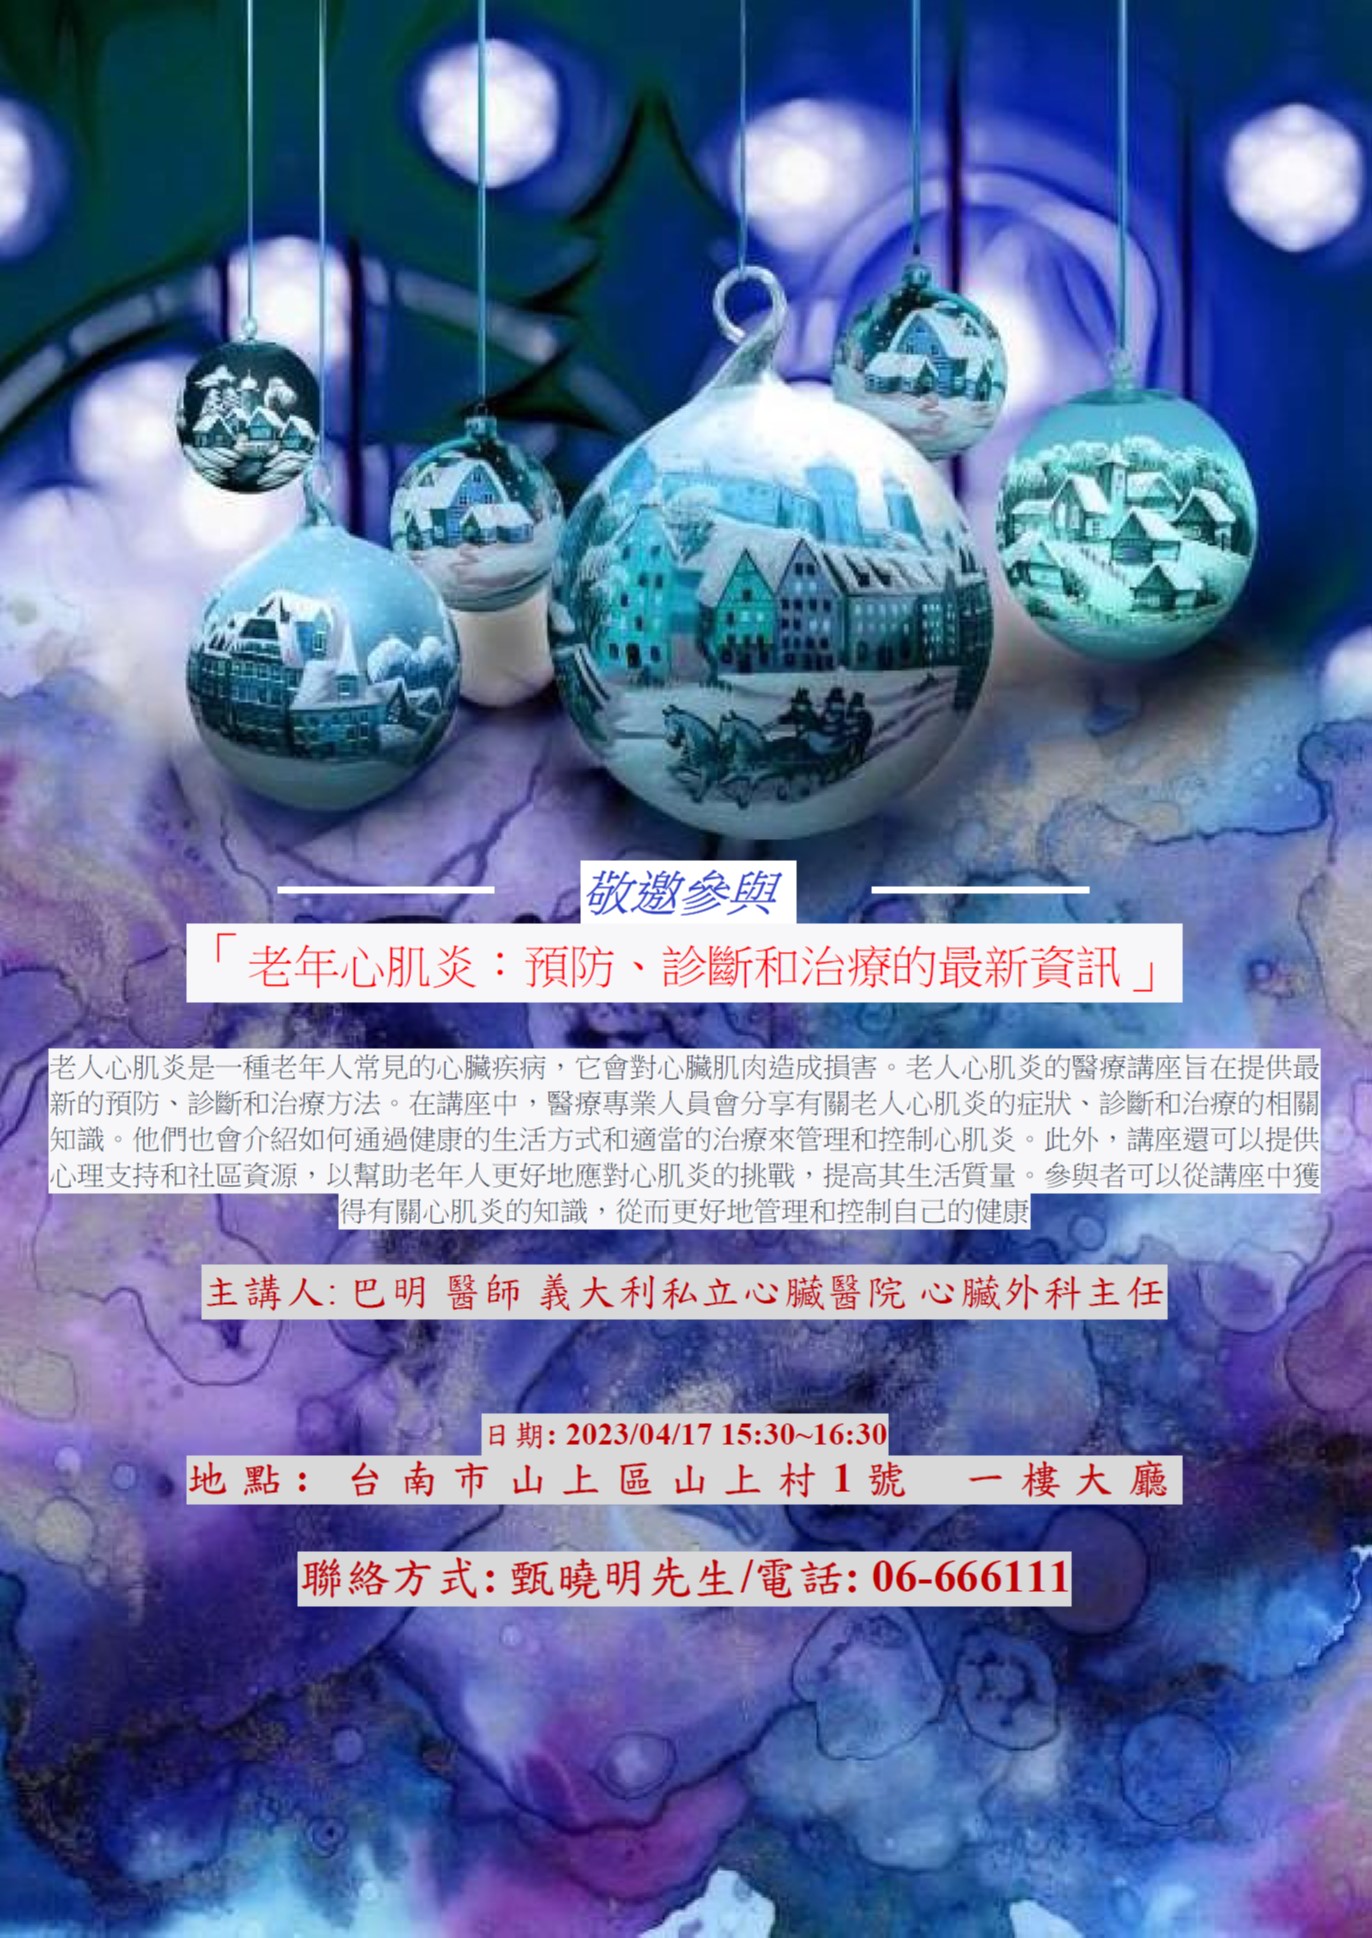 敬邀參與
「 老年心肌炎：預防、診斷和治療的最新資訊 」
老人心肌炎是一種老年人常見的心臟疾病，它會對心臟肌肉造成損害。老人心肌炎的醫療講座旨在提供最
新的預防、診斷和治療方法。在講座中，醫療專業人員會分享有關老人心肌炎的症狀、診斷和治療的相關
知識。他們也會介紹如何通過健康的生活方式和適當的治療來管理和控制心肌炎。此外，講座還可以提供
心理支持和社區資源，以幫助老年人更好地應對心肌炎的挑戰，提高其生活質量。參與者可以從講座中獲
得有關心肌炎的知識，從而更好地管理和控制自己的健康
主講人: 巴明 醫師 義大利私立心臟醫院 心臟外科主任
日期: 2023/04/17 15:30~16:30
地點: 台南市山上區山上村1號 一樓大廳
聯絡方式: 甄曉明先生/電話: 06-666111